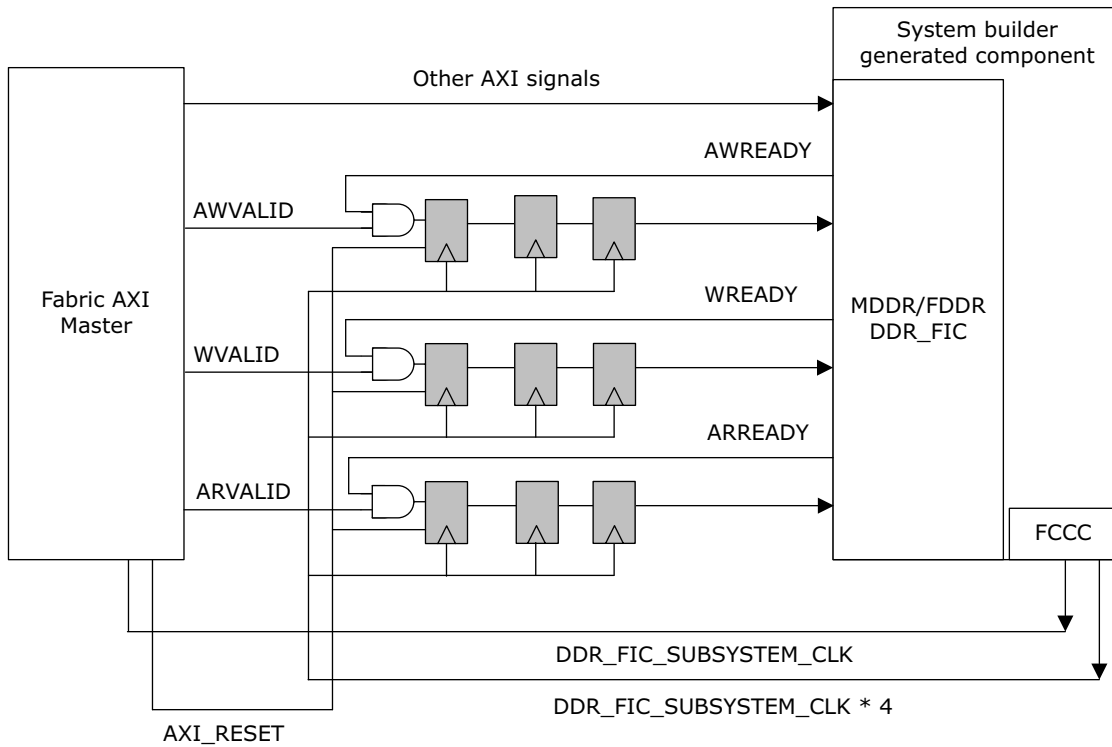 System builder
generated component
Other AXI signals
AWREADY
AWVALID
Fabric AXI
Master
WREADY
MDDR/FDDR
DDR_FIC
WVALID
ARREADY
ARVALID
FCCC
DDR_FIC_SUBSYSTEM_CLK
DDR_FIC_SUBSYSTEM_CLK * 4
AXI_RESET